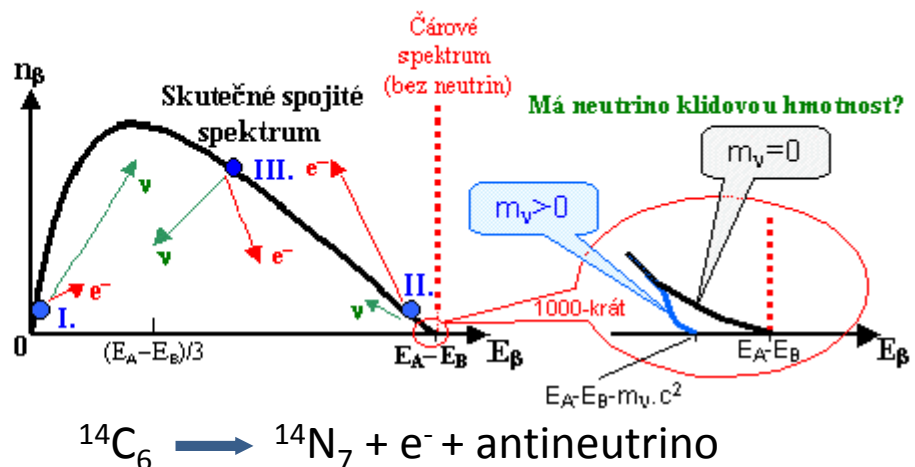 Čárové
spektrum
(bez neutrin)
nβ
Skutečné spojité
spektrum
Má neutrino klidovou hmotnost?
mν=0
mν>0
III.
e⁻
ν
ν
e⁻
e⁻
I.
II.
ν
1000-krát
0
(EA−EB)/3
EA−EB
Eβ
EA-EB
Eβ
EA-EB-mν.c²
¹⁴C₆ ¹⁴N₇ + e⁻ + antineutrino